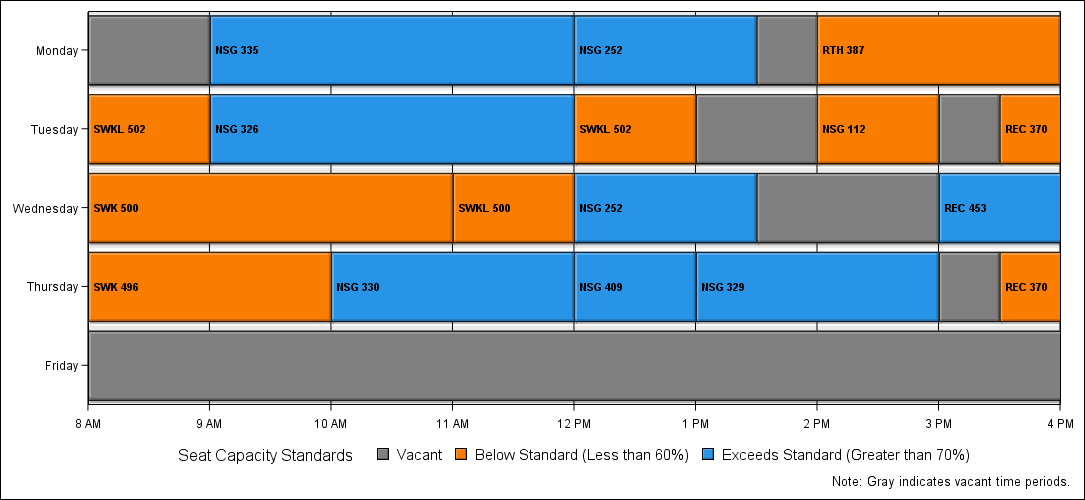 Monday NSG 335 NSG 252 RTH 387
Tuesday SWKL 502 NSG 326 SWKL 502 NSG 112 REC 370
Wednesday SWK 500 SWKL 500 NSG 252 REC 453
Thursday SWK 496 NSG 330 NSG 409 NSG 329 REC 370
Friday
8 AM 9 AM 10 AM 11 AM 12 PM 1 PM 2 PM 3 PM 4 PM
Seat Capacity Standards Vacant Below Standard (Less than 60%) Exceeds Standard (Greater than 70%)
Note: Gray indicates vacant time periods.